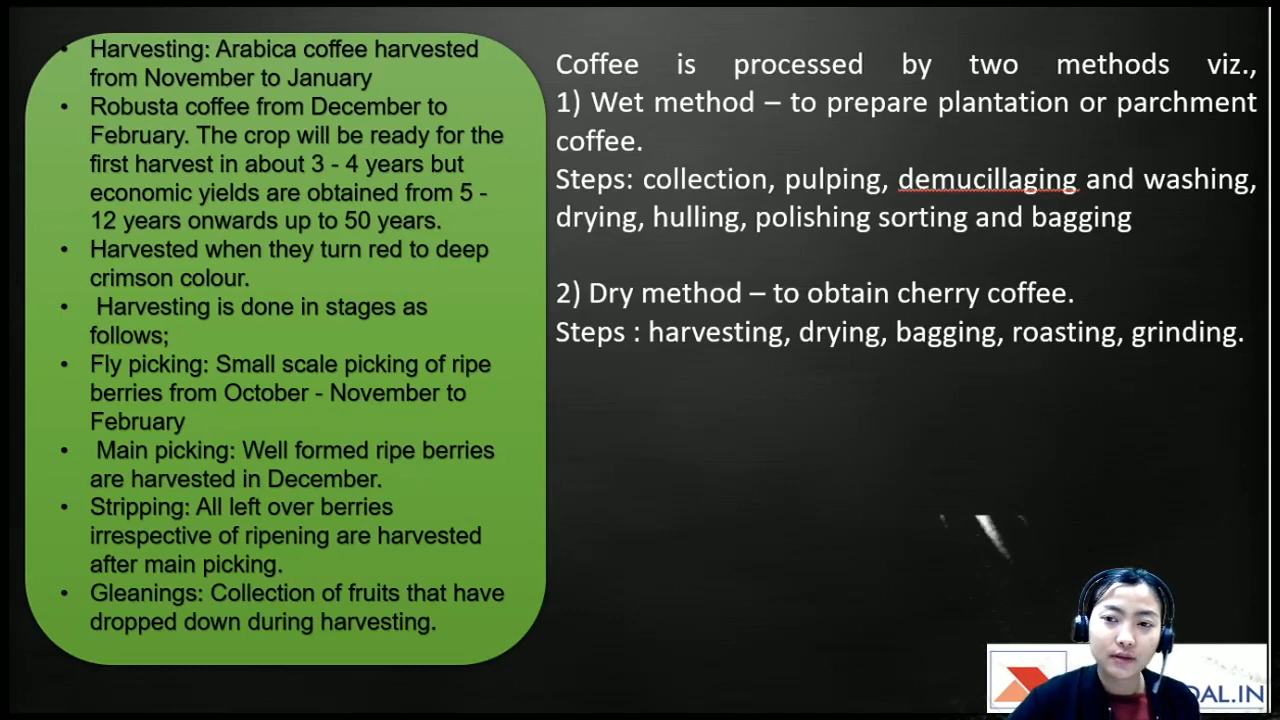 Harvesting: Arabica coffee harvested
from November to January
Robusta coffee from December to
February. The crop will be ready for the
first harvest in about 3 - 4 years but
economic yields are obtained from 5 -
12 years onwards up to 50 years.
Harvested when they turn red to deep
crimson colour.
Harvesting is done in stages as
follows;
Fly picking: Small scale picking of ripe
berries from October - November to
February
Main picking: Well formed ripe berries
are harvested in December.
Stripping: All left over berries
irrespective of ripening are harvested
after main picking.
Gleanings: Collection of fruits that have
dropped down during harvesting.
Coffee is processed by two methods viz.,
1) Wet method – to prepare plantation or parchment
coffee.
Steps: collection, pulping, demucillaging and washing,
drying, hulling, polishing sorting and bagging
2) Dry method – to obtain cherry coffee.
Steps : harvesting, drying, bagging, roasting, grinding.
DAL.IN